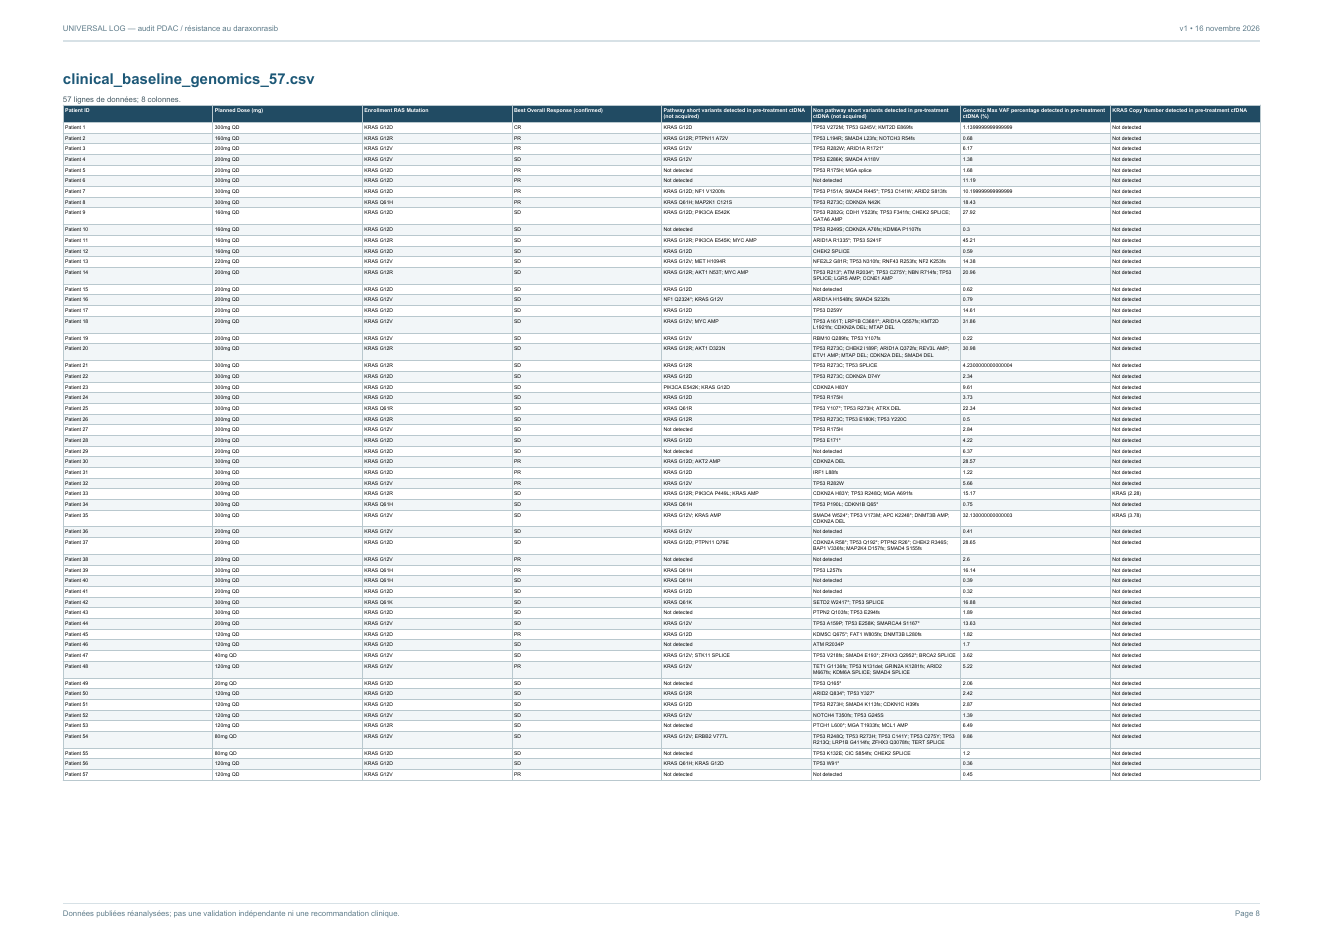 UNIVERSAL LOG — audit PDAC / résistance au daraxonrasib
v1 • 16 novembre 2026
clinical_baseline_genomics_57.csv
57 lignes de données; 8 colonnes.
Patient ID | Planned Dose (mg) | Enrollment RAS Mutation | Best Overall Response (confirmed) | Pathway short variants detected in pre-treatment ctDNA (not acquired) | Non pathway short variants detected in pre-treatment ctDNA (not acquired) | Genomic Max VAF percentage detected in pre-treatment ctDNA (%) | KRAS Copy Number detected in pre-treatment cfDNA
Patient 1 | 300mg QD | KRAS G12D | CR | KRAS G12D | TP53 V272M; TP53 G245V; KMT2D E869fs | 1.1399999999999999 | Not detected
Patient 2 | 160mg QD | KRAS G12R | PR | KRAS G12R; PTPN11 A72V | TP53 L194R; SMAD4 L23fs; NOTCH3 R54fs | 0.68 | Not detected
Patient 3 | 200mg QD | KRAS G12V | PR | KRAS G12V | TP53 R282W; ARID1A R1721* | 6.17 | Not detected
Patient 4 | 200mg QD | KRAS G12V | SD | KRAS G12V | TP53 E286K; SMAD4 A118V | 1.38 | Not detected
Patient 5 | 200mg QD | KRAS G12D | PR | Not detected | TP53 R175H; MGA splice | 1.68 | Not detected
Patient 6 | 300mg QD | KRAS G12D | PR | Not detected | Not detected | 11.19 | Not detected
Patient 7 | 300mg QD | KRAS G12D | PR | KRAS G12D; NF1 V1200fs | TP53 P151A; SMAD4 R445*; TP53 C141W; ARID2 S813fs | 10.199999999999999 | Not detected
Patient 8 | 300mg QD | KRAS Q61H | PR | KRAS Q61H; MAP2K1 C121S | TP53 R273C; CDKN2A N42K | 18.43 | Not detected
Patient 9 | 160mg QD | KRAS G12D | SD | KRAS G12D; PIK3CA E542K | TP53 R282G; CDH1 Y523fs; TP53 F341fs; CHEK2 SPLICE; GATA6 AMP | 27.92 | Not detected
Patient 10 | 160mg QD | KRAS G12D | SD | Not detected | TP53 R249S; CDKN2A A76fs; KDM6A P1107fs | 0.3 | Not detected
Patient 11 | 160mg QD | KRAS G12R | SD | KRAS G12R; PIK3CA E545K; MYC AMP | ARID1A R1335*; TP53 S241F | 45.21 | Not detected
Patient 12 | 160mg QD | KRAS G12D | SD | KRAS G12D | CHEK2 SPLICE | 0.59 | Not detected
Patient 13 | 220mg QD | KRAS G12V | SD | KRAS G12V; MET H1094R | NFE2L2 G81R; TP53 N310fs; RNF43 R253fs; NF2 K253fs | 14.38 | Not detected
Patient 14 | 200mg QD | KRAS G12R | SD | KRAS G12R; AKT1 N53T; MYC AMP | TP53 R213*; ATM R2034*; TP53 C275Y; NBN R714fs; TP53 SPLICE; LGR5 AMP; CCNE1 AMP | 20.96 | Not detected
Patient 15 | 200mg QD | KRAS G12D | SD | KRAS G12D | Not detected | 0.62 | Not detected
Patient 16 | 200mg QD | KRAS G12V | SD | NF1 Q2324*; KRAS G12V | ARID1A H1548fs; SMAD4 S232fs | 0.79 | Not detected
Patient 17 | 200mg QD | KRAS G12D | SD | KRAS G12D | TP53 D259Y | 14.61 | Not detected
Patient 18 | 200mg QD | KRAS G12V | SD | KRAS G12V; MYC AMP | TP53 A161T; LRP1B C3681*; ARID1A Q557fs; KMT2D L1921fs; CDKN2A DEL; MTAP DEL | 31.86 | Not detected
Patient 19 | 200mg QD | KRAS G12V | SD | KRAS G12V | RBM10 Q289fs; TP53 Y107fs | 0.22 | Not detected
Patient 20 | 300mg QD | KRAS G12R | SD | KRAS G12R; AKT1 D323N | TP53 R273C; CHEK2 I189F; ARID1A Q372fs; REV3L AMP; ETV1 AMP; MTAP DEL; CDKN2A DEL; SMAD4 DEL | 30.98 | Not detected
Patient 21 | 300mg QD | KRAS G12R | SD | KRAS G12R | TP53 R273C; TP53 SPLICE | 4.2300000000000004 | Not detected
Patient 22 | 300mg QD | KRAS G12D | SD | KRAS G12D | TP53 R273C; CDKN2A D74Y | 2.34 | Not detected
Patient 23 | 300mg QD | KRAS G12D | SD | PIK3CA E542K; KRAS G12D | CDKN2A H83Y | 9.61 | Not detected
Patient 24 | 300mg QD | KRAS G12D | SD | KRAS G12D | TP53 R175H | 3.73 | Not detected
Patient 25 | 300mg QD | KRAS Q61R | SD | KRAS Q61R | TP53 Y107*; TP53 R273H; ATRX DEL | 22.34 | Not detected
Patient 26 | 300mg QD | KRAS G12R | SD | KRAS G12R | TP53 R273C; TP53 E180K; TP53 Y220C | 0.5 | Not detected
Patient 27 | 300mg QD | KRAS G12V | SD | Not detected | TP53 R175H | 2.84 | Not detected
Patient 28 | 200mg QD | KRAS G12D | SD | KRAS G12D | TP53 E171* | 4.22 | Not detected
Patient 29 | 200mg QD | KRAS G12D | SD | Not detected | Not detected | 6.37 | Not detected
Patient 30 | 300mg QD | KRAS G12D | PR | KRAS G12D; AKT2 AMP | CDKN2A DEL | 28.57 | Not detected
Patient 31 | 300mg QD | KRAS G12D | PR | KRAS G12D | IRF1 L88fs | 1.22 | Not detected
Patient 32 | 200mg QD | KRAS G12V | PR | KRAS G12V | TP53 R282W | 5.66 | Not detected
Patient 33 | 300mg QD | KRAS G12R | SD | KRAS G12R; PIK3CA P449L; KRAS AMP | CDKN2A H83Y; TP53 R248Q; MGA A691fs | 15.17 | KRAS (2.28)
Patient 34 | 300mg QD | KRAS Q61H | SD | KRAS Q61H | TP53 P190L; CDKN1B Q65* | 0.75 | Not detected
Patient 35 | 300mg QD | KRAS G12V | SD | KRAS G12V; KRAS AMP | SMAD4 W524*; TP53 V173M; APC K2248*; DNMT3B AMP; CDKN2A DEL | 32.130000000000003 | KRAS (3.78)
Patient 36 | 200mg QD | KRAS G12V | SD | KRAS G12V | Not detected | 0.41 | Not detected
Patient 37 | 200mg QD | KRAS G12D | SD | KRAS G12D; PTPN11 Q79E | CDKN2A R58*; TP53 Q192*; PTPN2 R26*; CHEK2 R346S; BAP1 V336fs; MAP2K4 D157fs; SMAD4 S155fs | 28.65 | Not detected
Patient 38 | 200mg QD | KRAS G12V | PR | Not detected | Not detected | 2.6 | Not detected
Patient 39 | 300mg QD | KRAS Q61H | PR | KRAS Q61H | TP53 L257fs | 16.14 | Not detected
Patient 40 | 300mg QD | KRAS Q61H | SD | KRAS Q61H | Not detected | 0.39 | Not detected
Patient 41 | 200mg QD | KRAS G12D | SD | Not detected | Not detected | 0.32 | Not detected
Patient 42 | 300mg QD | KRAS Q61K | SD | KRAS Q61K | SETD2 W2417*; TP53 SPLICE | 16.88 | Not detected
Patient 43 | 300mg QD | KRAS G12D | SD | Not detected | PTPN2 Q103fs; TP53 E294fs | 1.89 | Not detected
Patient 44 | 200mg QD | KRAS G12V | SD | KRAS G12V | TP53 A159P; TP53 E258K; SMARCA4 S1167* | 13.63 | Not detected
Patient 45 | 120mg QD | KRAS G12D | PR | KRAS G12D | KDM5C Q675*; FAT1 W805fs; DNMT3B L280fs | 1.82 | Not detected
Patient 46 | 120mg QD | KRAS G12D | SD | Not detected | ATM R2034P | 1.7 | Not detected
Patient 47 | 40mg QD | KRAS G12V | SD | KRAS G12V; STK11 SPLICE | TP53 V218fs; SMAD4 E193*; ZFHX3 Q2952*; BRCA2 SPLICE | 3.62 | Not detected
Patient 48 | 120mg QD | KRAS G12V | PR | KRAS G12V | TET1 G1136fs; TP53 N131del; GRIN2A K1281fs; ARID2 M667fs; KDM6A SPLICE; SMAD4 SPLICE | 5.22 | Not detected
Patient 49 | 20mg QD | KRAS G12D | SD | Not detected | TP53 Q165* | 2.06 | Not detected
Patient 50 | 120mg QD | KRAS G12R | SD | KRAS G12R | ARID2 Q834*; TP53 Y327* | 2.42 | Not detected
Patient 51 | 120mg QD | KRAS G12D | SD | KRAS G12D | TP53 R273H; SMAD4 K113fs; CDKN1C H39fs | 2.87 | Not detected
Patient 52 | 120mg QD | KRAS G12V | SD | KRAS G12V | NOTCH4 T350fs; TP53 G245S | 1.39 | Not detected
Patient 53 | 120mg QD | KRAS G12R | SD | Not detected | PTCH1 L600*; MGA T1933fs; MCL1 AMP | 6.49 | Not detected
Patient 54 | 80mg QD | KRAS G12V | SD | KRAS G12V; ERBB2 V777L | TP53 R248Q; TP53 R273H; TP53 C141Y; TP53 C275Y; TP53 R213Q; LRP1B G4114fs; ZFHX3 Q3078fs; TERT SPLICE | 9.86 | Not detected
Patient 55 | 80mg QD | KRAS G12D | SD | Not detected | TP53 K132E; CIC S854fs; CHEK2 SPLICE | 1.2 | Not detected
Patient 56 | 120mg QD | KRAS G12D | SD | KRAS Q61H; KRAS G12D | TP53 W91* | 0.36 | Not detected
Patient 57 | 120mg QD | KRAS G12V | PR | Not detected | Not detected | 0.45 | Not detected
Données publiées réanalysées; pas une validation indépendante ni une recommandation clinique.
Page 8